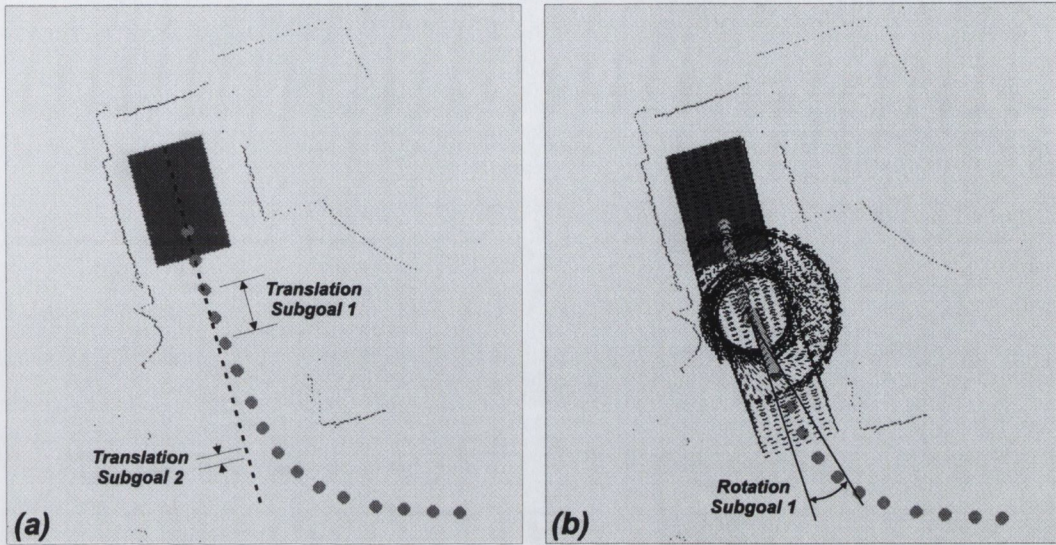 Translation
Subgoal 1
Translation
Subgoal 2
(a)
Rotation
Subgoal 1
(b)